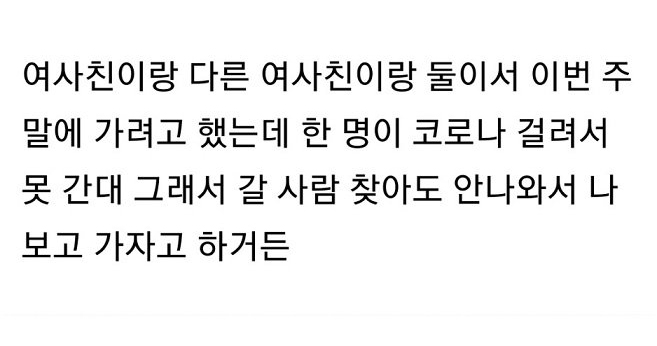 여사친이랑 다른 여사친이랑 둘이서 이번 주
말에 가려고 했는데 한 명이 코로나 걸려서
못 간대 그래서 갈 사람 찾아도 안나와서 나
보고 가자고 하거든